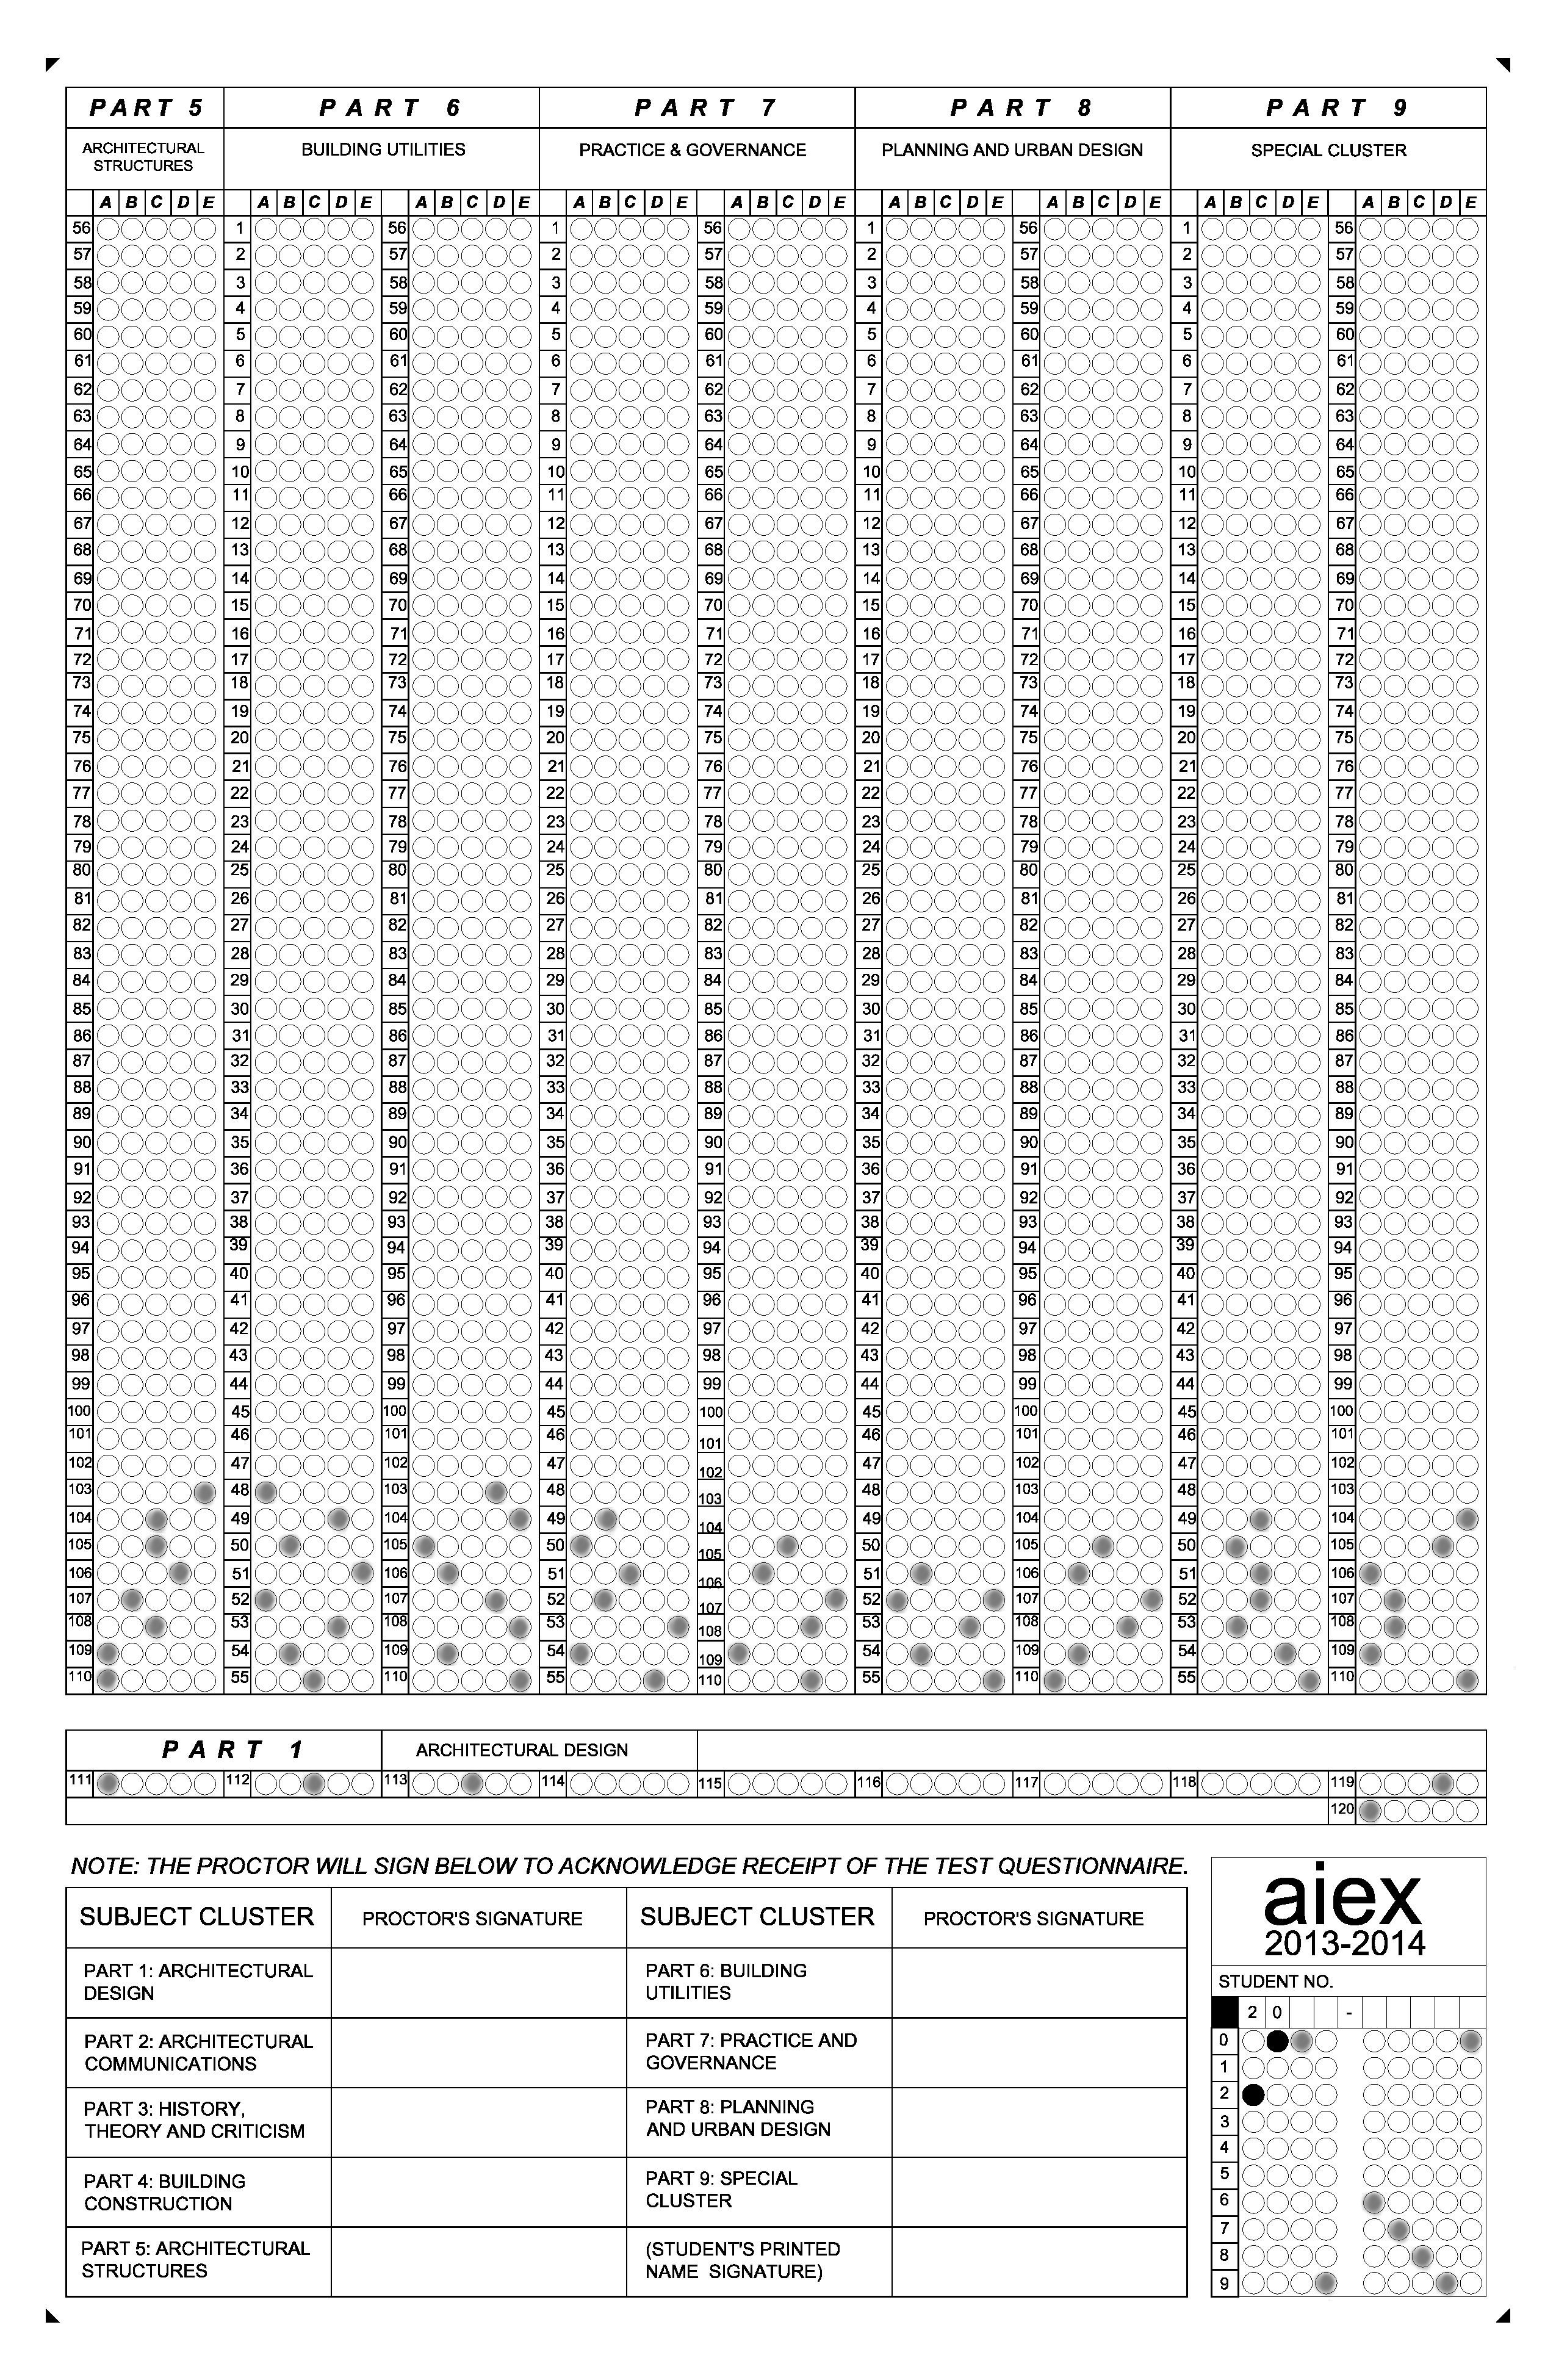 PART 5 PART 6 PART 7 PART 8 PART 9
ARCHITECTURAL STRUCTURES BUILDING UTILITIES PRACTICE & GOVERNANCE PLANNING AND URBAN DESIGN SPECIAL CLUSTER
A B C D E A B C D E A B C D E A B C D E A B C D E A B C D E A B C D E A B C D E A B C D E
56 1 56 1 56 1 56 1 56
57 2 57 2 57 2 57 2 57
58 3 58 3 58 3 58 3 58
59 4 59 4 59 4 59 4 59
60 5 60 5 60 5 60 5 60
61 6 61 6 61 6 61 6 61
62 7 62 7 62 7 62 7 62
63 8 63 8 63 8 63 8 63
64 9 64 9 64 9 64 9 64
65 10 65 10 65 10 65 10 65
66 11 66 11 66 11 66 11 66
67 12 67 12 67 12 67 12 67
68 13 68 13 68 13 68 13 68
69 14 69 14 69 14 69 14 69
70 15 70 15 70 15 70 15 70
71 16 71 16 71 16 71 16 71
72 17 72 17 72 17 72 17 72
73 18 73 18 73 18 73 18 73
74 19 74 19 74 19 74 19 74
75 20 75 20 75 20 75 20 75
76 21 76 21 76 21 76 21 76
77 22 77 22 77 22 77 22 77
78 23 78 23 78 23 78 23 78
79 24 79 24 79 24 79 24 79
80 25 80 25 80 25 80 25 80
81 26 81 26 81 26 81 26 81
82 27 82 27 82 27 82 27 82
83 28 83 28 83 28 83 28 83
84 29 84 29 84 29 84 29 84
85 30 85 30 85 30 85 30 85
86 31 86 31 86 31 86 31 86
87 32 87 32 87 32 87 32 87
88 33 88 33 88 33 88 33 88
89 34 89 34 89 34 89 34 89
90 35 90 35 90 35 90 35 90
91 36 91 36 91 36 91 36 91
92 37 92 37 92 37 92 37 92
93 38 93 38 93 38 93 38 93
94 39 94 39 94 39 94 39 94
95 40 95 40 95 40 95 40 95
96 41 96 41 96 41 96 41 96
97 42 97 42 97 42 97 42 97
98 43 98 43 98 43 98 43 98
99 44 99 44 99 44 99 44 99
100 45 100 45 100 45 100 45 100
101 46 101 46 101 46 101 46 101
102 47 102 47 102 47 102 47 102
103 48 103 48 103 48 103 48 103
104 49 104 49 104 49 104 49 104
105 50 105 50 105 50 105 50 105
106 51 106 51 106 51 106 51 106
107 52 107 52 107 52 107 52 107
108 53 108 53 108 53 108 53 108
109 54 109 54 109 54 109 54 109
110 55 110 55 110 55 110 55 110
PART 1 ARCHITECTURAL DESIGN
111 112 113 114 115 116 117 118 119
120
NOTE: THE PROCTOR WILL SIGN BELOW TO ACKNOWLEDGE RECEIPT OF THE TEST QUESTIONNAIRE.
SUBJECT CLUSTER PROCTOR'S SIGNATURE SUBJECT CLUSTER PROCTOR'S SIGNATURE
PART 1: ARCHITECTURAL
DESIGN
PART 6: BUILDING
UTILITIES
PART 2: ARCHITECTURAL
COMMUNICATIONS
PART 7: PRACTICE AND
GOVERNANCE
PART 3: HISTORY,
THEORY AND CRITICISM
PART 8: PLANNING
AND URBAN DESIGN
PART 4: BUILDING
CONSTRUCTION
PART 9: SPECIAL
CLUSTER
PART 5: ARCHITECTURAL
STRUCTURES
(STUDENT'S PRINTED
NAME SIGNATURE)
aiex
2013-2014
STUDENT NO.
2 0 -
0
1
2
3
4
5
6
7
8
9